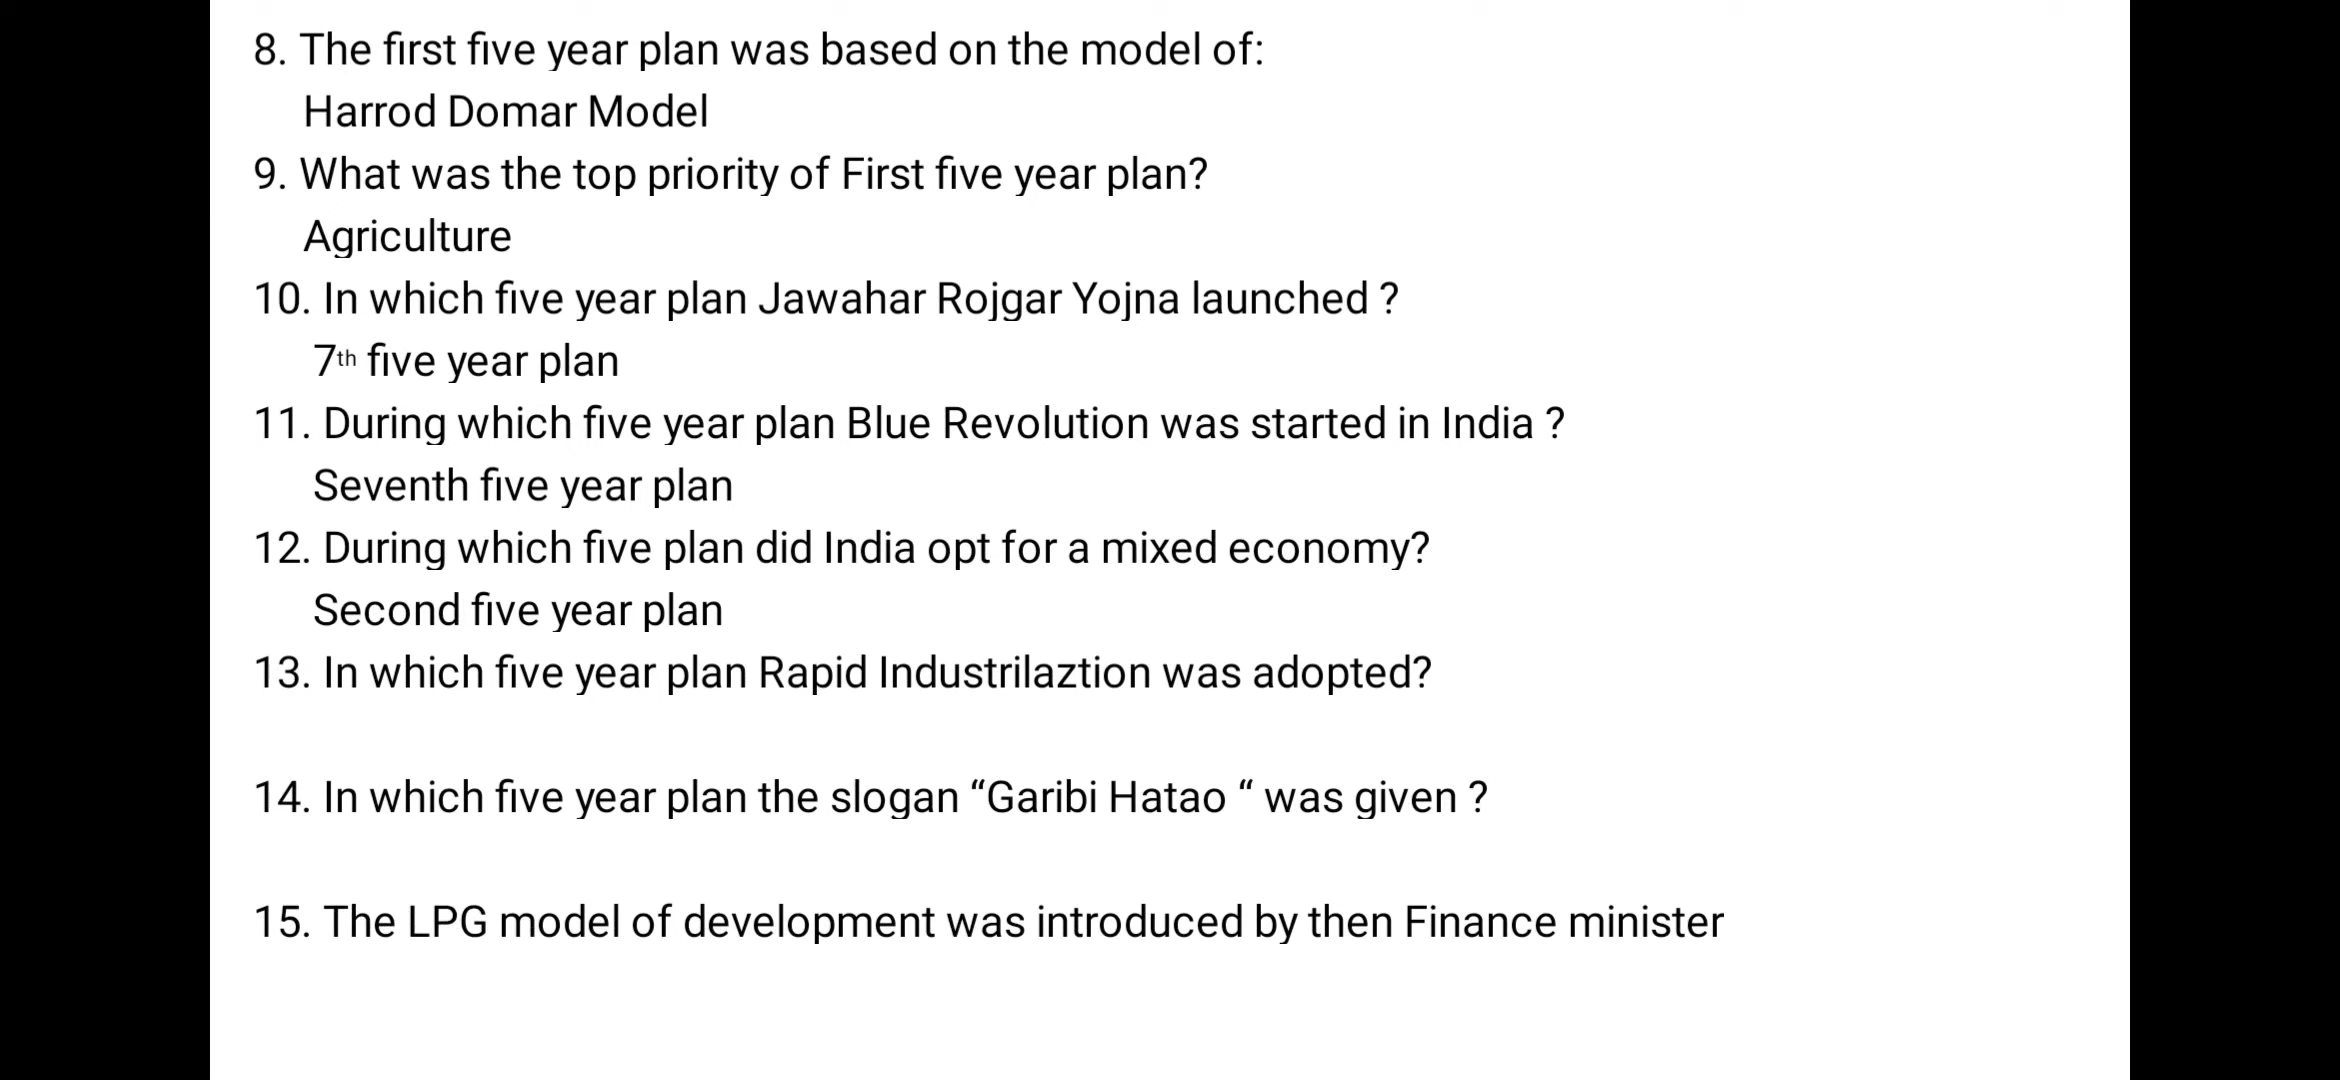 8. The first five year plan was based on the model of:
Harrod Domar Model
9. What was the top priority of First five year plan?
Agriculture
10. In which five year plan Jawahar Rojgar Yojna launched ?
7th five year plan
11. During which five year plan Blue Revolution was started in India ?
Seventh five year plan
12. During which five plan did India opt for a mixed economy?
Second five year plan
13. In which five year plan Rapid Industrilaztion was adopted?
14. In which five year plan the slogan “Garibi Hatao “ was given ?
15. The LPG model of development was introduced by then Finance minister